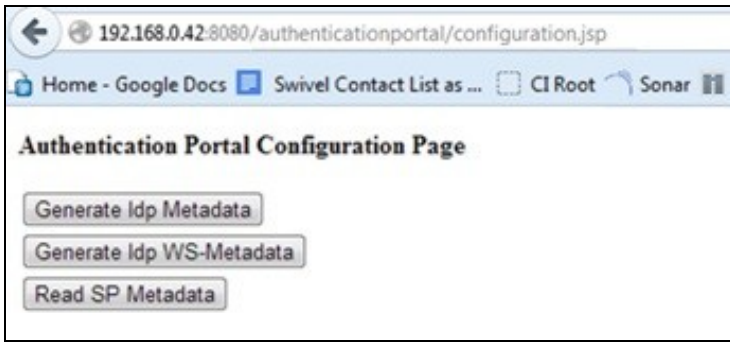 192.168.0.42:8080/authenticationportal/configuration.jsp
Home - Google Docs Swivel Contact List as ... CI Root Sonar
Authentication Portal Configuration Page
Generate Idp Metadata
Generate Idp WS-Metadata
Read SP Metadata